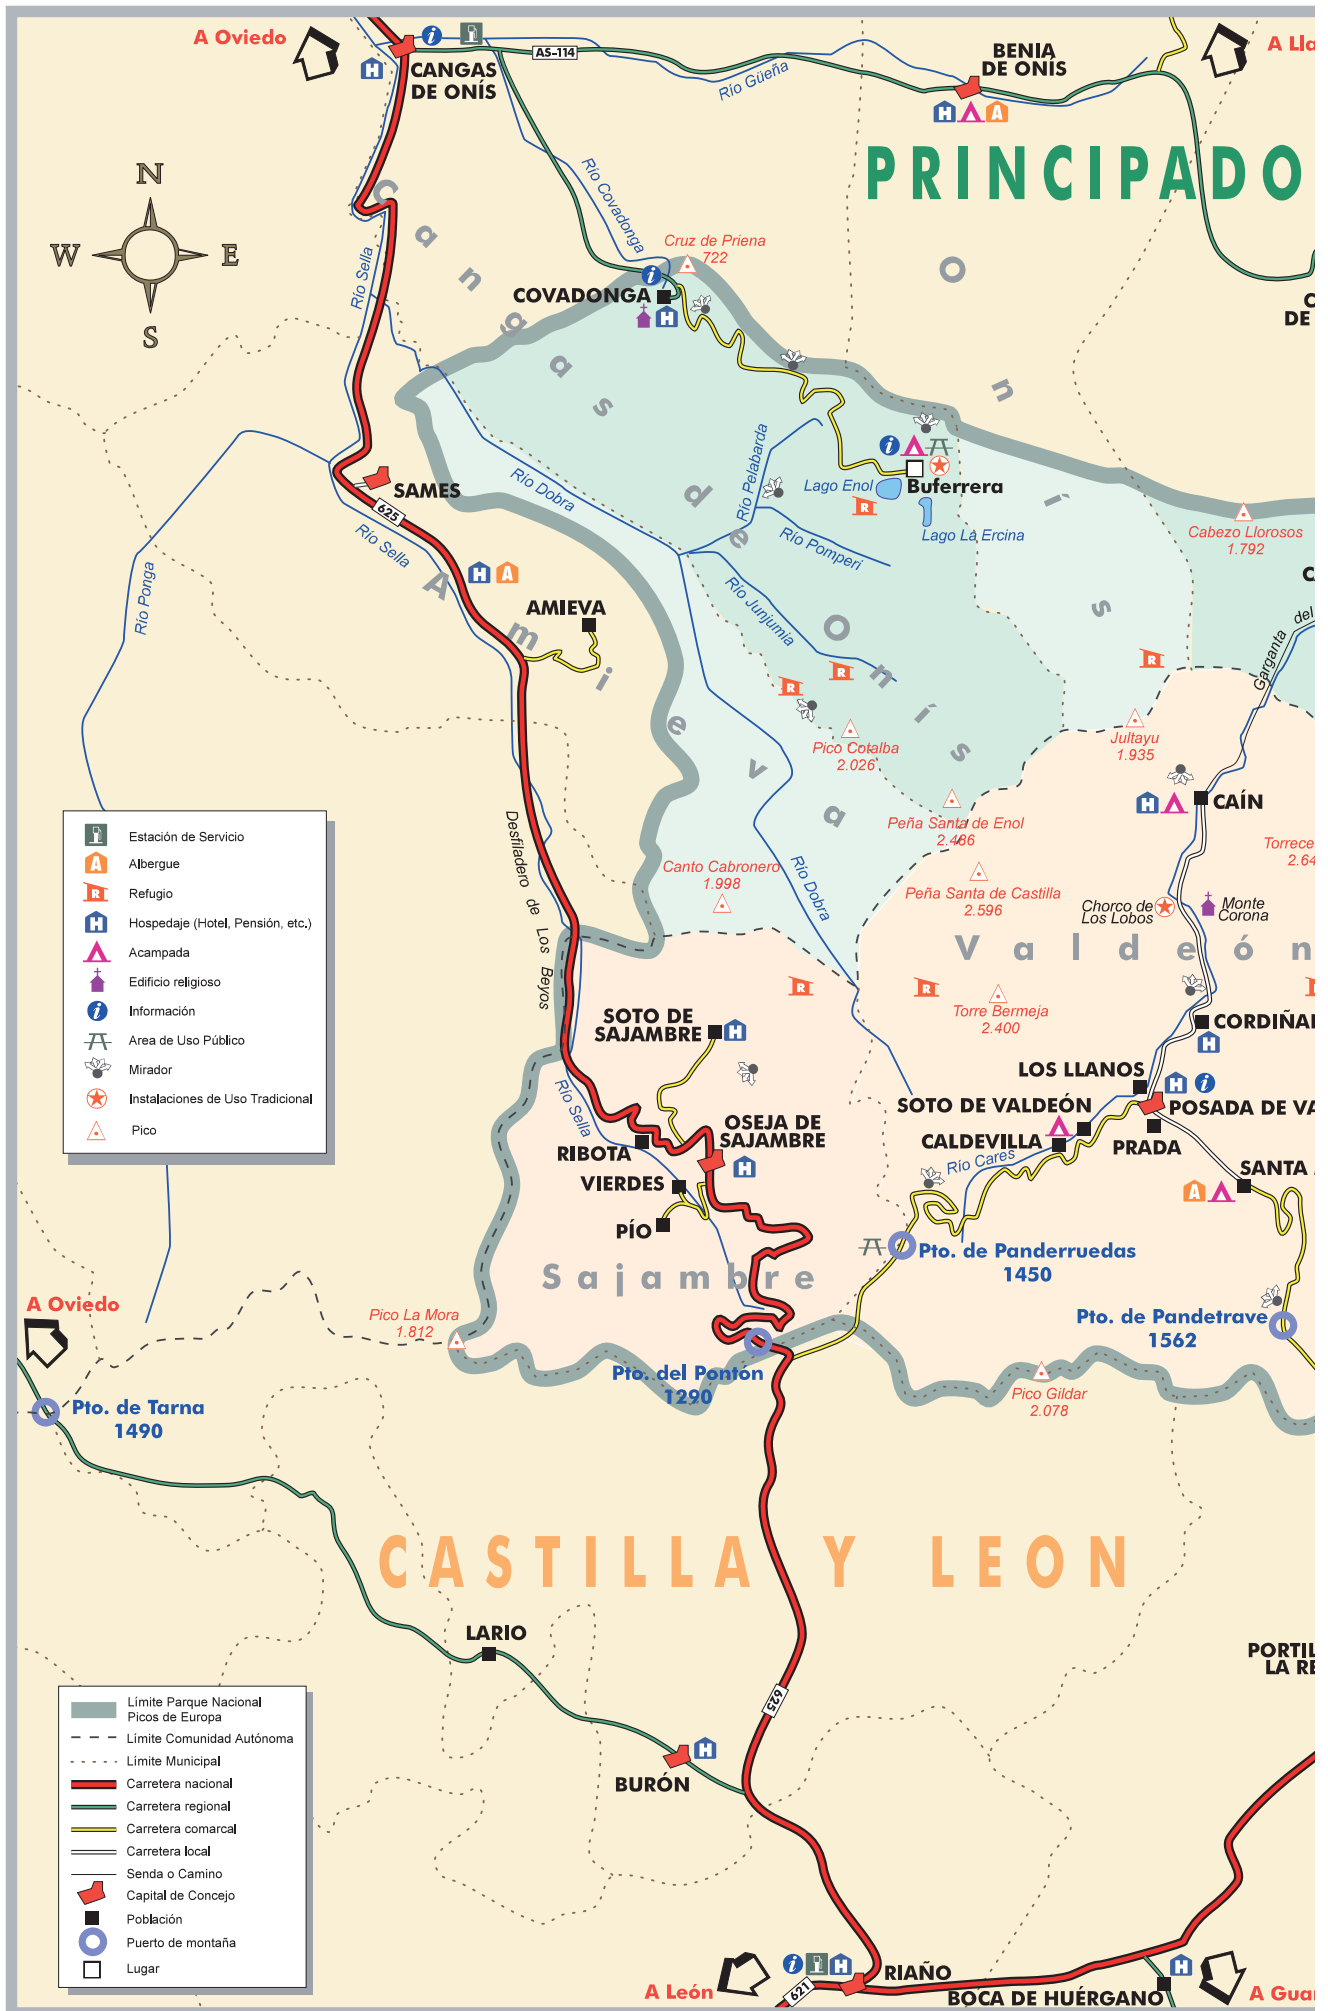 A Oviedo
CANGAS
DE ONÍS
AS-114
Río Güeña
BENIA
DE ONÍS
A Lla
PRINCIPADO
N
W
E
S
Río Sella
Río Covadonga
Cruz de Priena
722
COVADONGA
Cangas de Onís
Onís
DE
Río Pelabarda
Río Dobra
Lago Enol
Buferrera
Lago La Ercina
Río Pomperi
Río Junjumia
Cabezo Llorosos
1.792
SAMES
625
Río Sella
Río Ponga
Amieva
AMIEVA
Garganta del
Pico Cotalba
2.026
Jultayu
1.935
CAÍN
Peña Santa de Enol
2.486
Torrece
2.64
Canto Cabronero
1.998
Río Dobra
Peña Santa de Castilla
2.596
Chorco de
Los Lobos
Monte
Corona
Valdeón
Desfiladero de Los Beyos
Estación de Servicio
Albergue
Refugio
Hospedaje (Hotel, Pensión, etc.)
Acampada
Edificio religioso
Información
Area de Uso Público
Mirador
Instalaciones de Uso Tradicional
Pico
Torre Bermeja
2.400
SOTO DE
SAJAMBRE
CORDIÑA
LOS LLANOS
SOTO DE VALDEÓN
POSADA DE VA
Río Sella
OSEJA DE
SAJAMBRE
RIBOTA
CALDEVILLA
PRADA
Río Cares
VIERDES
SANTA
PÍO
Sajambre
Pto. de Panderruedas
1450
A Oviedo
Pico La Mora
1.812
Pto. de Pandetrave
1562
Pto. del Pontón
1290
Pico Gildar
2.078
Pto. de Tarna
1490
CASTILLA Y LEON
LARIO
PORTIL
LA RE
625
BURÓN
Límite Parque Nacional
Picos de Europa
Límite Comunidad Autónoma
Límite Municipal
Carretera nacional
Carretera regional
Carretera comarcal
Carretera local
Senda o Camino
Capital de Concejo
Población
Puerto de montaña
Lugar
A León
621
RIAÑO
BOCA DE HUÉRGANO
A Gua